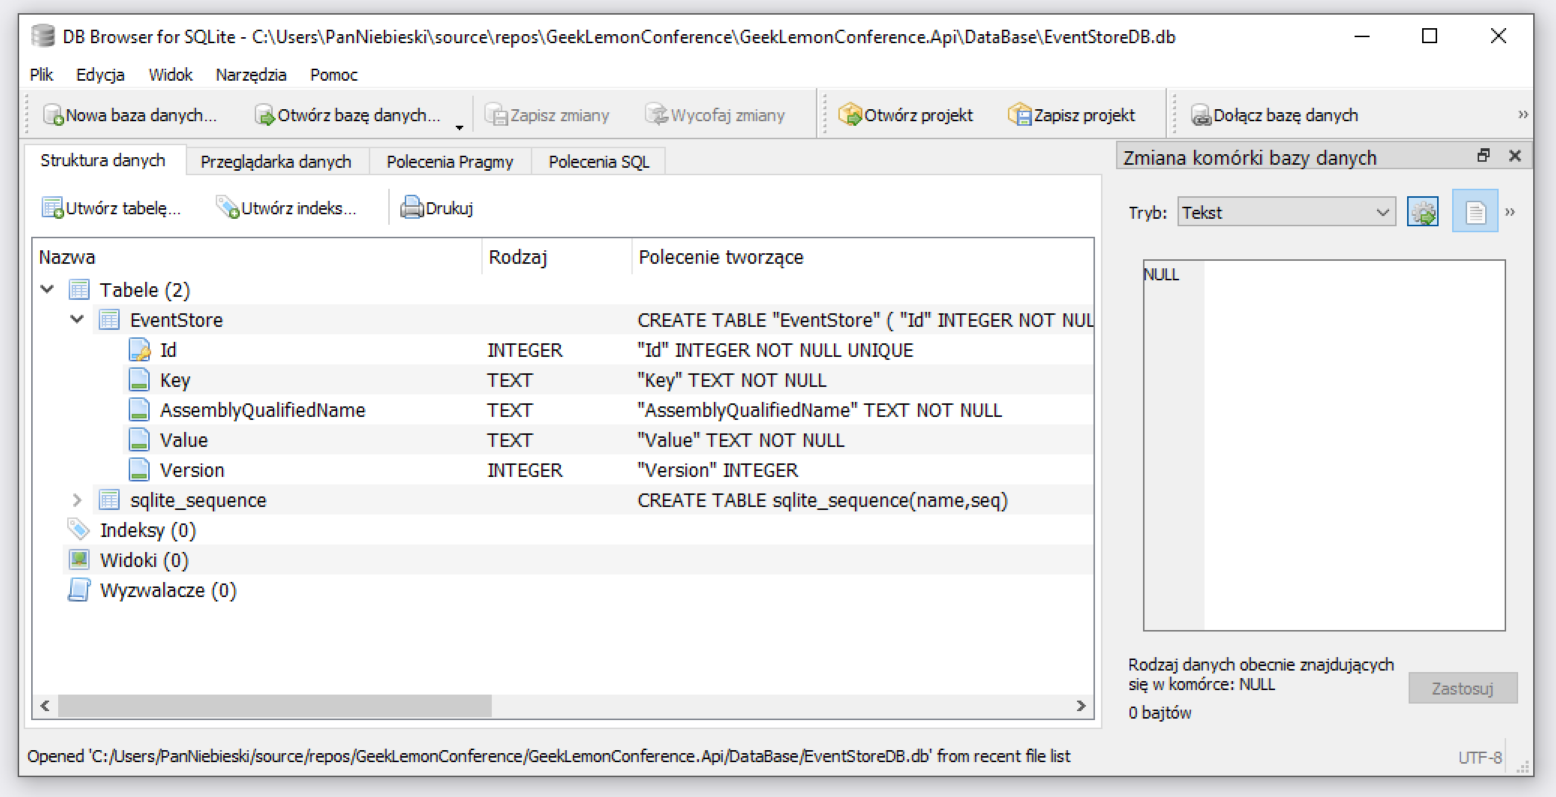 DB Browser for SQLite - C:\Users\PanNiebieski\source\repos\GeekLemonConference\GeekLemonConference.Api\DataBase\EventStoreDB.db
Plik Edycja Widok Narzędzia Pomoc
Nowa baza danych... Otwórz bazę danych... Zapisz zmiany Wycofaj zmiany Otwórz projekt Zapisz projekt Dołącz bazę danych »
Struktura danych Przeglądarka danych Polecenia Pragmy Polecenia SQL
Utwórz tabelę... Utwórz indeks... Drukuj
Nazwa Rodzaj Polecenie tworzące
Tabele (2)
EventStore CREATE TABLE "EventStore" ( "Id" INTEGER NOT NUL
Id INTEGER "Id" INTEGER NOT NULL UNIQUE
Key TEXT "Key" TEXT NOT NULL
AssemblyQualifiedName TEXT "AssemblyQualifiedName" TEXT NOT NULL
Value TEXT "Value" TEXT NOT NULL
Version INTEGER "Version" INTEGER
sqlite_sequence CREATE TABLE sqlite_sequence(name,seq)
Indeksy (0)
Widoki (0)
Wyzwalacze (0)
Zmiana komórki bazy danych
Tryb: Tekst »
NULL
Rodzaj danych obecnie znajdujących
się w komórce: NULL
Zastosuj
0 bajtów
Opened 'C:/Users/PanNiebieski/source/repos/GeekLemonConference/GeekLemonConference.Api/DataBase/EventStoreDB.db' from recent file list
UTF-8